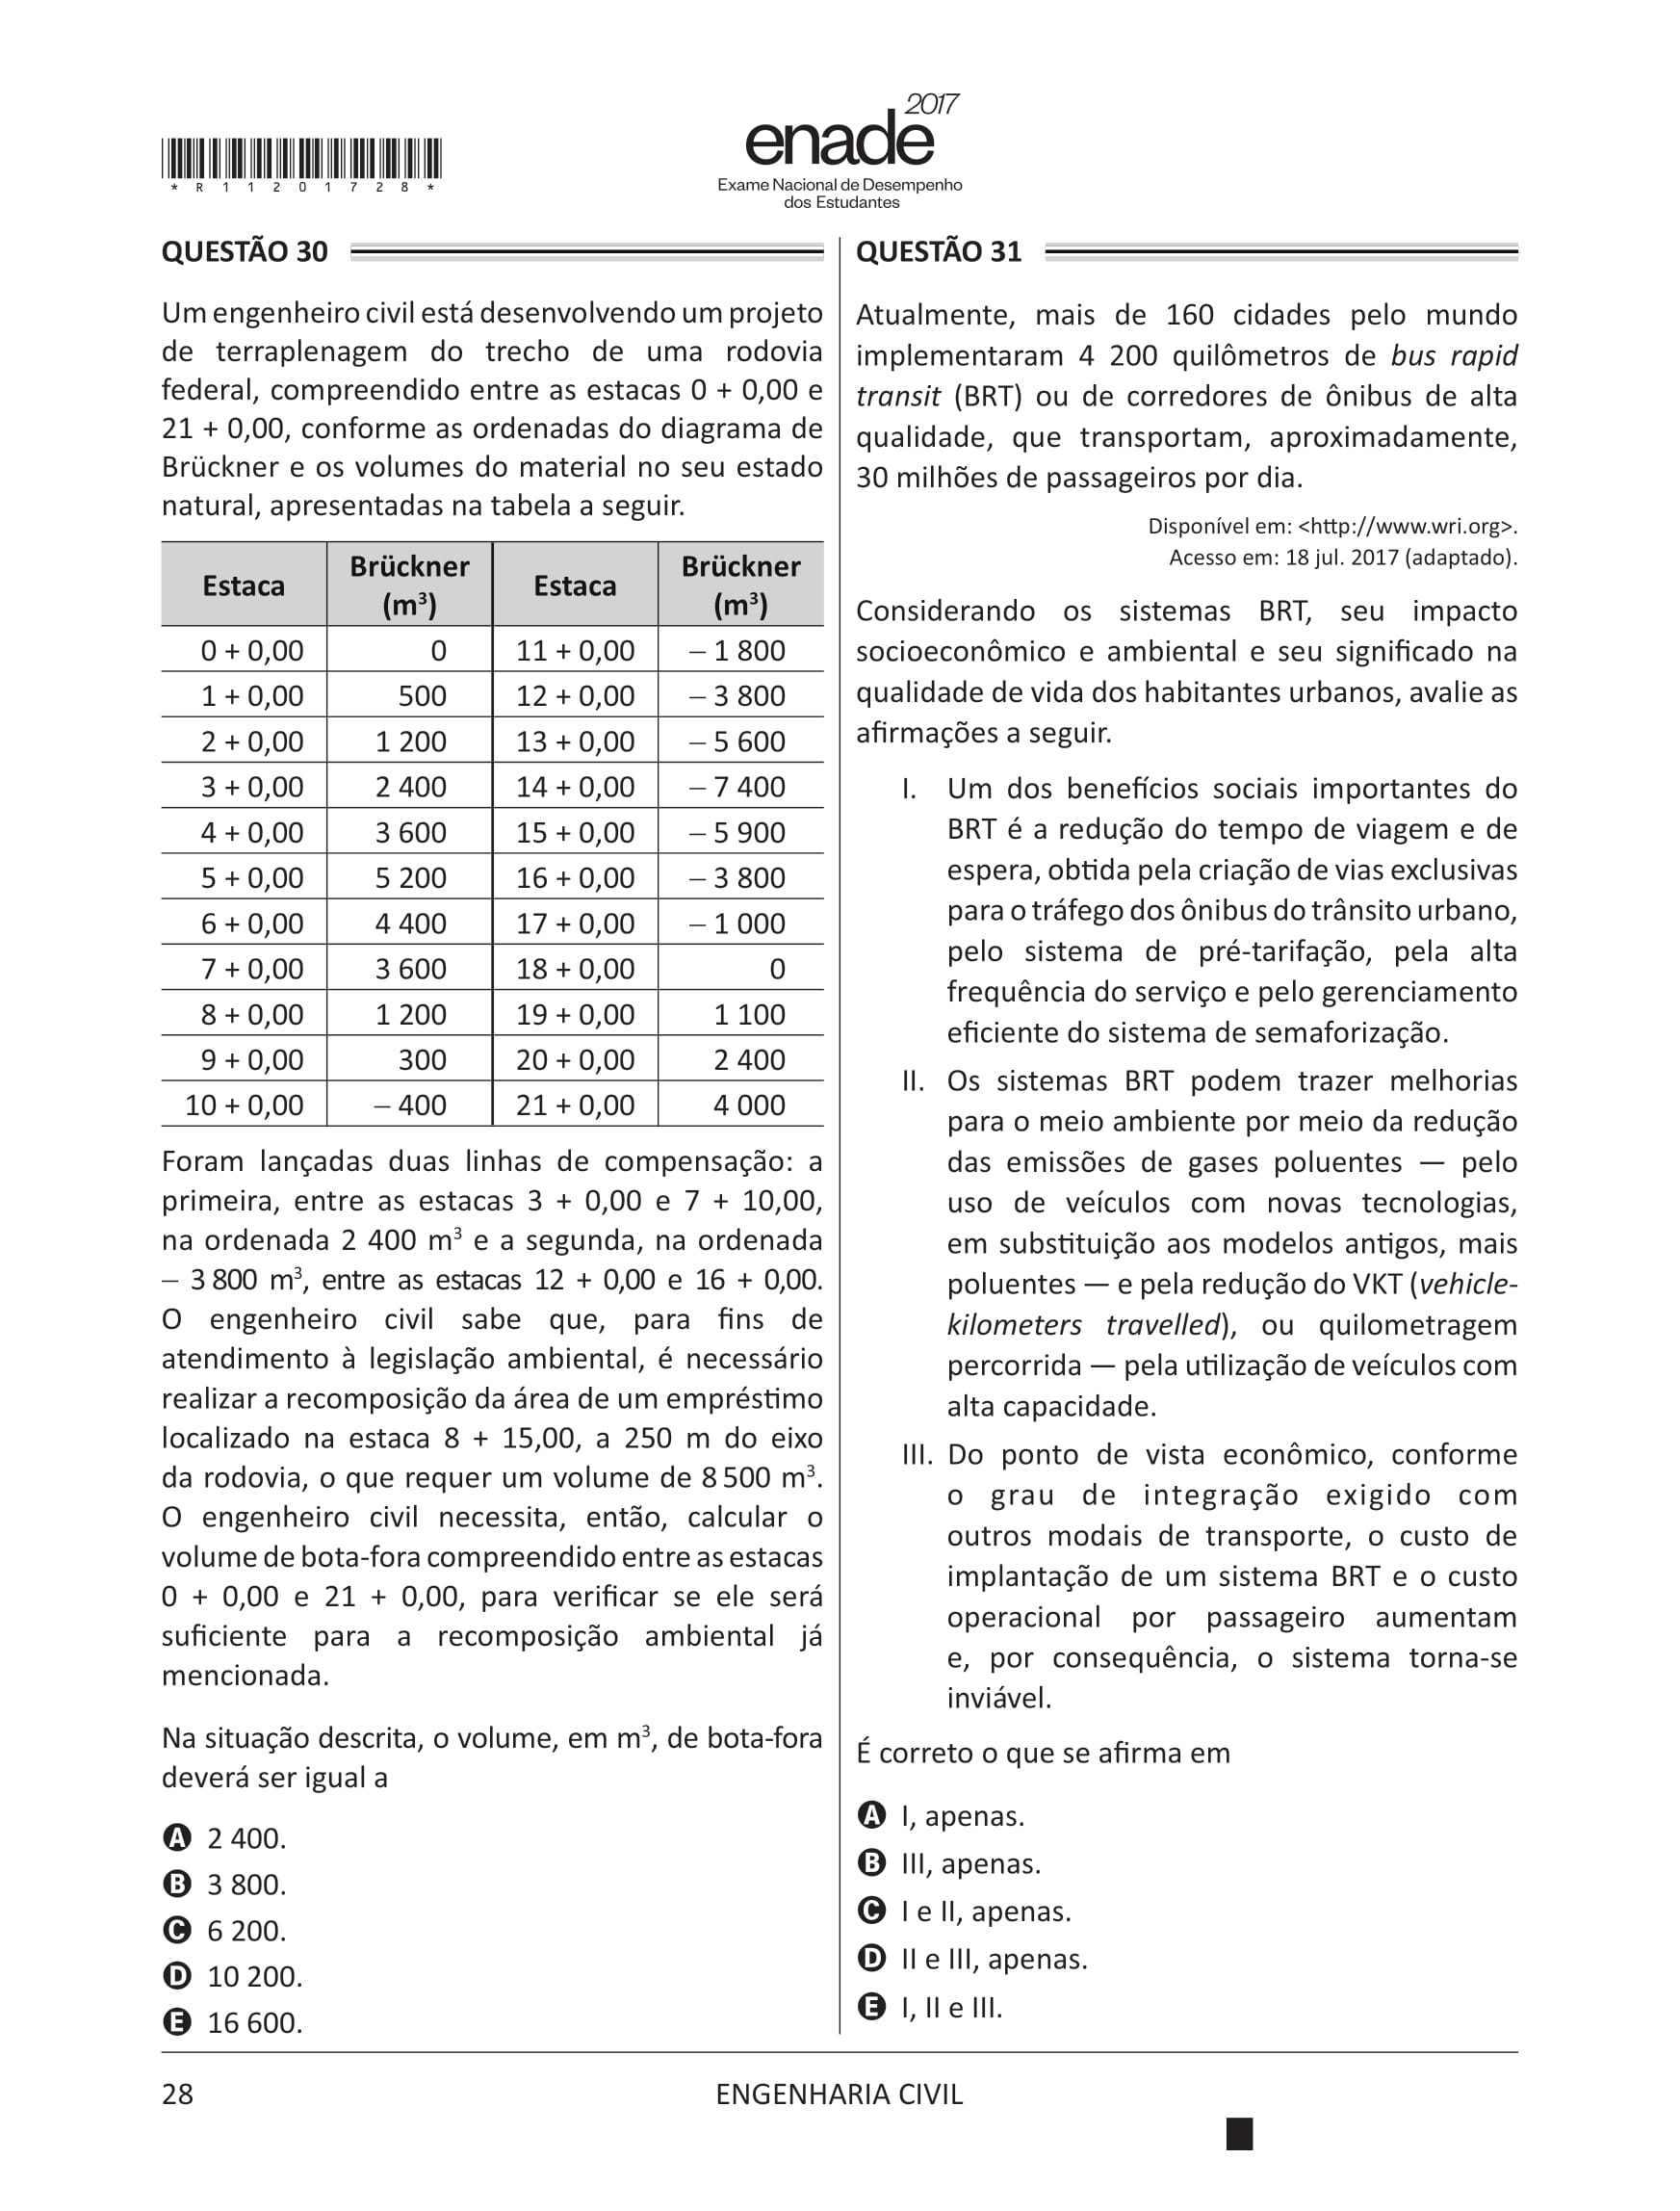 2017
enade
Exame Nacional de Desempenho
dos Estudantes
* R 1 1 2 0 1 7 2 8 *
QUESTÃO 30
Um engenheiro civil está desenvolvendo um projeto
de terraplenagem do trecho de uma rodovia
federal, compreendido entre as estacas 0 + 0,00 e
21 + 0,00, conforme as ordenadas do diagrama de
Brückner e os volumes do material no seu estado
natural, apresentadas na tabela a seguir.
Estaca Brückner (m³) Estaca Brückner (m³)
0 + 0,00 0 11 + 0,00 – 1 800
1 + 0,00 500 12 + 0,00 – 3 800
2 + 0,00 1 200 13 + 0,00 – 5 600
3 + 0,00 2 400 14 + 0,00 – 7 400
4 + 0,00 3 600 15 + 0,00 – 5 900
5 + 0,00 5 200 16 + 0,00 – 3 800
6 + 0,00 4 400 17 + 0,00 – 1 000
7 + 0,00 3 600 18 + 0,00 0
8 + 0,00 1 200 19 + 0,00 1 100
9 + 0,00 300 20 + 0,00 2 400
10 + 0,00 – 400 21 + 0,00 4 000
Foram lançadas duas linhas de compensação: a
primeira, entre as estacas 3 + 0,00 e 7 + 10,00,
na ordenada 2 400 m³ e a segunda, na ordenada
– 3 800 m³, entre as estacas 12 + 0,00 e 16 + 0,00.
O engenheiro civil sabe que, para fins de
atendimento à legislação ambiental, é necessário
realizar a recomposição da área de um empréstimo
localizado na estaca 8 + 15,00, a 250 m do eixo
da rodovia, o que requer um volume de 8 500 m³.
O engenheiro civil necessita, então, calcular o
volume de bota-fora compreendido entre as estacas
0 + 0,00 e 21 + 0,00, para verificar se ele será
suficiente para a recomposição ambiental já
mencionada.
Na situação descrita, o volume, em m³, de bota-fora
deverá ser igual a
A 2 400.
B 3 800.
C 6 200.
D 10 200.
E 16 600.
QUESTÃO 31
Atualmente, mais de 160 cidades pelo mundo
implementaram 4 200 quilômetros de bus rapid
transit (BRT) ou de corredores de ônibus de alta
qualidade, que transportam, aproximadamente,
30 milhões de passageiros por dia.
Disponível em: <http://www.wri.org>.
Acesso em: 18 jul. 2017 (adaptado).
Considerando os sistemas BRT, seu impacto
socioeconômico e ambiental e seu significado na
qualidade de vida dos habitantes urbanos, avalie as
afirmações a seguir.
I. Um dos benefícios sociais importantes do
BRT é a redução do tempo de viagem e de
espera, obtida pela criação de vias exclusivas
para o tráfego dos ônibus do trânsito urbano,
pelo sistema de pré-tarifação, pela alta
frequência do serviço e pelo gerenciamento
eficiente do sistema de semaforização.
II. Os sistemas BRT podem trazer melhorias
para o meio ambiente por meio da redução
das emissões de gases poluentes — pelo
uso de veículos com novas tecnologias,
em substituição aos modelos antigos, mais
poluentes — e pela redução do VKT (vehicle-
kilometers travelled), ou quilometragem
percorrida — pela utilização de veículos com
alta capacidade.
III. Do ponto de vista econômico, conforme
o grau de integração exigido com
outros modais de transporte, o custo de
implantação de um sistema BRT e o custo
operacional por passageiro aumentam
e, por consequência, o sistema torna-se
inviável.
É correto o que se afirma em
A I, apenas.
B III, apenas.
C I e II, apenas.
D II e III, apenas.
E I, II e III.
28
ENGENHARIA CIVIL